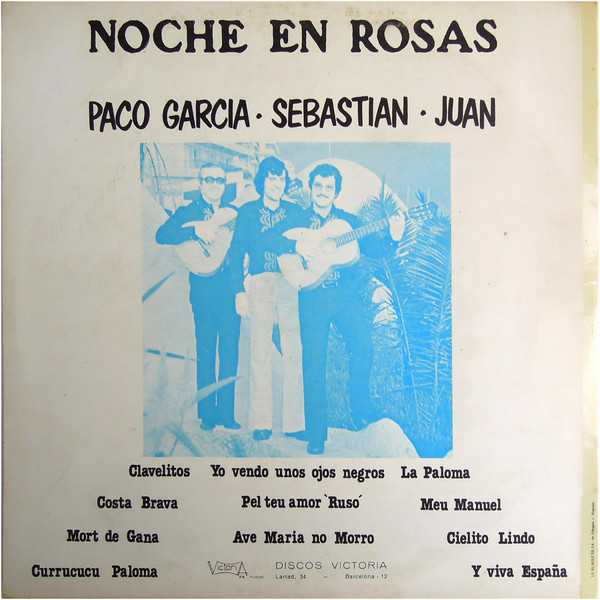 NOCHE EN ROSAS
PACO GARCIA · SEBASTIAN · JUAN
Clavelitos Yo vendo unos ojos negros La Paloma
Costa Brava Pel teu amor `Rusó´ Meu Manuel
Mort de Gana Ave Maria no Morro Cielito Lindo
Currucucu Paloma Victoria DISCOS VICTORIA Y viva España
Larrad, 34 – Barcelona - 12